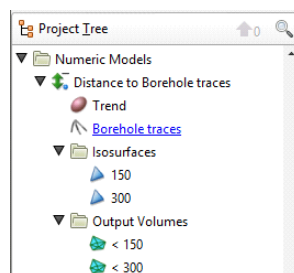 Project Tree
0
Numeric Models
Distance to Borehole traces
Trend
Borehole traces
Isosurfaces
150
300
Output Volumes
< 150
< 300